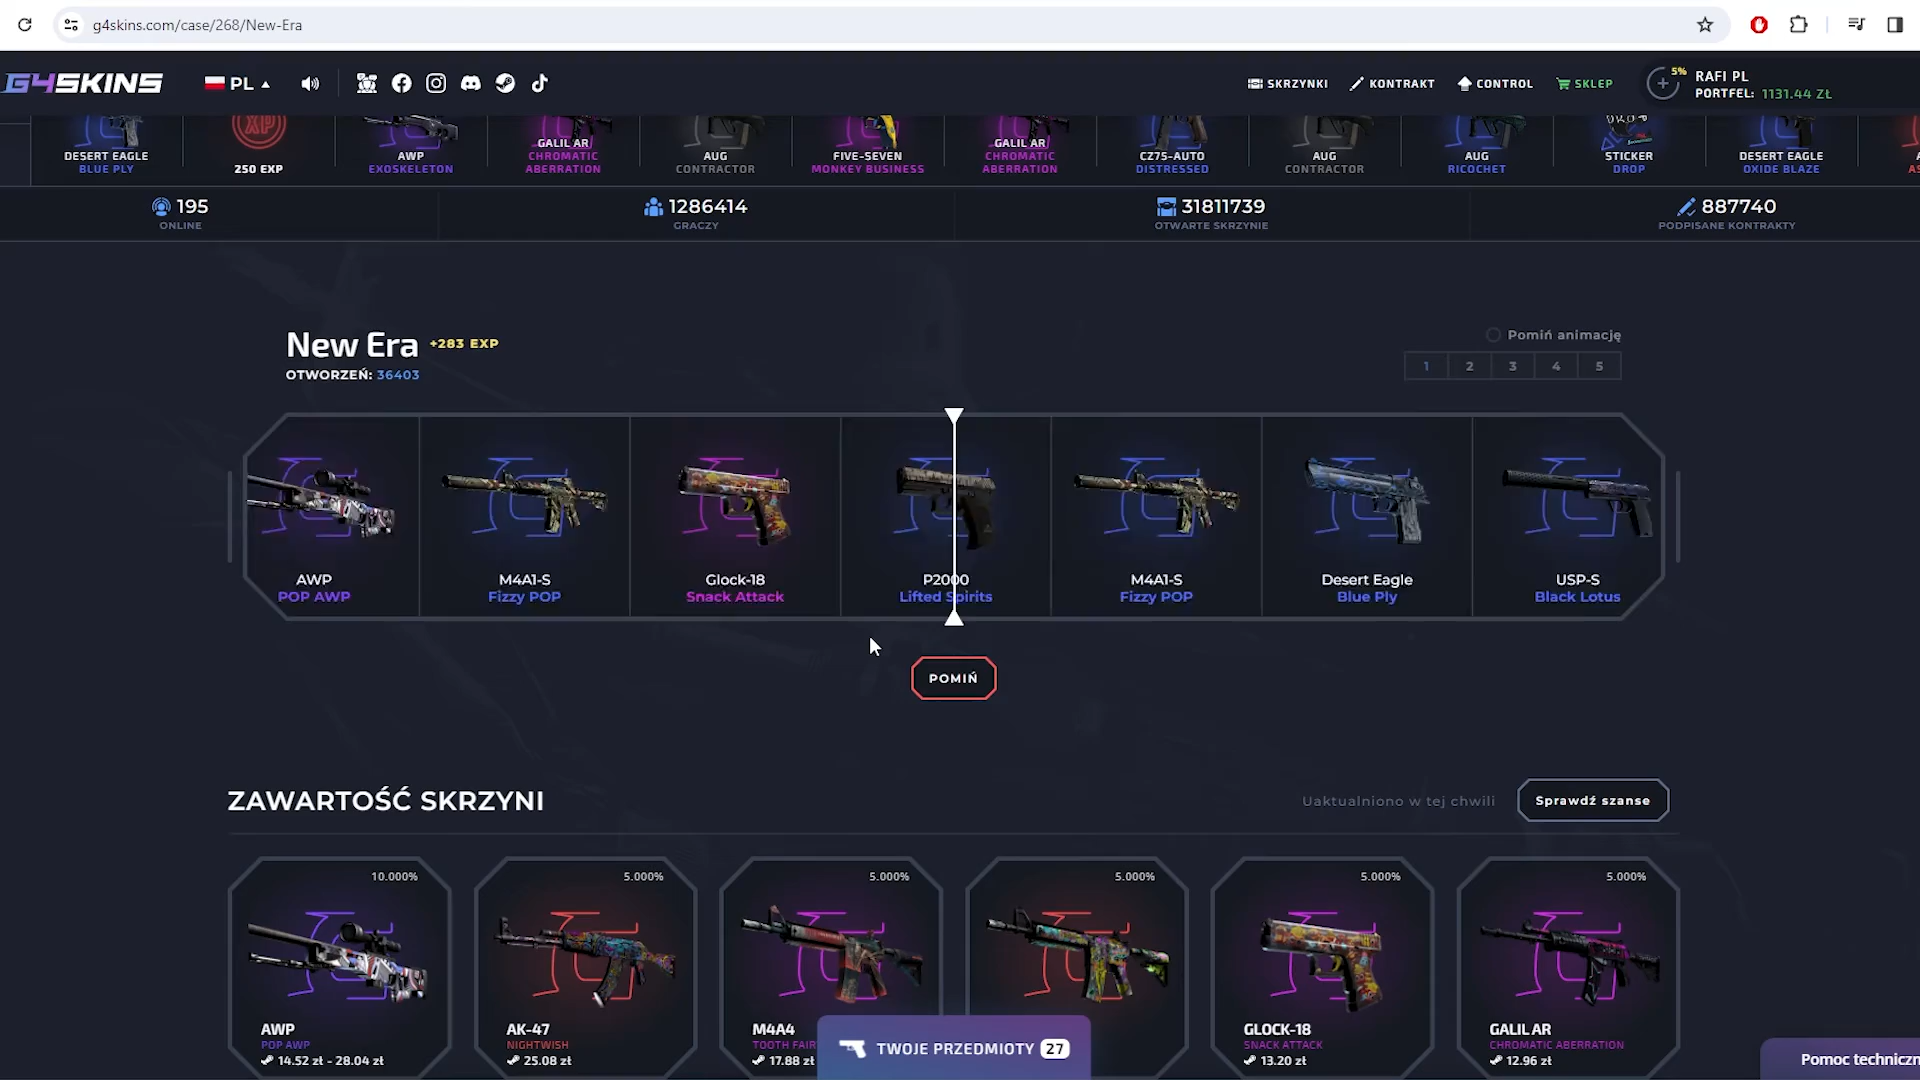 g4skins.com/case/268/New-Era
G4SKINS
PL
SKRZYNKI
KONTRAKT
CONTROL
SKLEP
5%
RAFI PL
PORTFEL: 1131.44 ZŁ
DESERT EAGLE
BLUE PLY
XP
250 EXP
AWP
EXOSKELETON
GALIL AR
CHROMATIC
ABERRATION
AUG
CONTRACTOR
FIVE-SEVEN
MONKEY BUSINESS
GALIL AR
CHROMATIC
ABERRATION
CZ75-AUTO
DISTRESSED
AUG
CONTRACTOR
AUG
RICOCHET
STICKER
DROP
DESERT EAGLE
OXIDE BLAZE
195
ONLINE
1286414
GRACZY
31811739
OTWARTE SKRZYNIE
887740
PODPISANE KONTRAKTY
New Era +283 EXP
OTWORZEŃ: 36403
Pomiń animację
1 2 3 4 5
AWP
POP AWP
M4A1-S
Fizzy POP
Glock-18
Snack Attack
P2000
Lifted Spirits
M4A1-S
Fizzy POP
Desert Eagle
Blue Ply
USP-S
Black Lotus
POMIŃ
ZAWARTOŚĆ SKRZYNI
Uaktualniono w tej chwili
Sprawdź szanse
10.000%
AWP
POP AWP
14.52 zł - 28.04 zł
5.000%
AK-47
NIGHTWISH
25.08 zł
5.000%
M4A4
TOOTH FAIR
17.88 zł
5.000%
5.000%
GLOCK-18
SNACK ATTACK
13.20 zł
5.000%
GALIL AR
CHROMATIC ABERRATION
12.96 zł
TWOJE PRZEDMIOTY 27
Pomoc techniczn